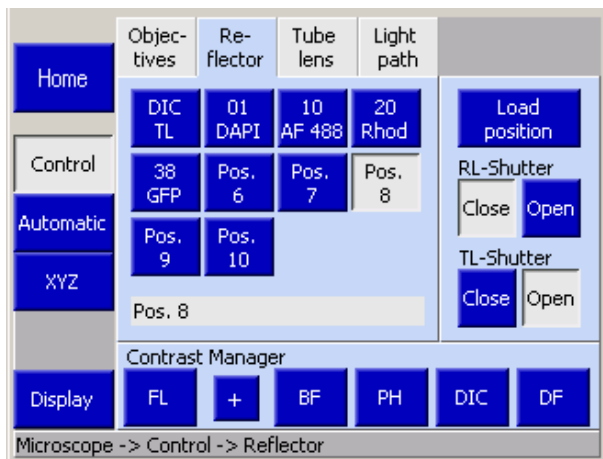 Home
Control
Automatic
XYZ
Display
Objec-
tives
Re-
flector
Tube
lens
Light
path
DIC
TL
01
DAPI
10
AF 488
20
Rhod
38
GFP
Pos.
6
Pos.
7
Pos.
8
Pos.
9
Pos.
10
Pos. 8
Load
position
RL-Shutter
Close Open
TL-Shutter
Close Open
Contrast Manager
FL + BF PH DIC DF
Microscope -> Control -> Reflector